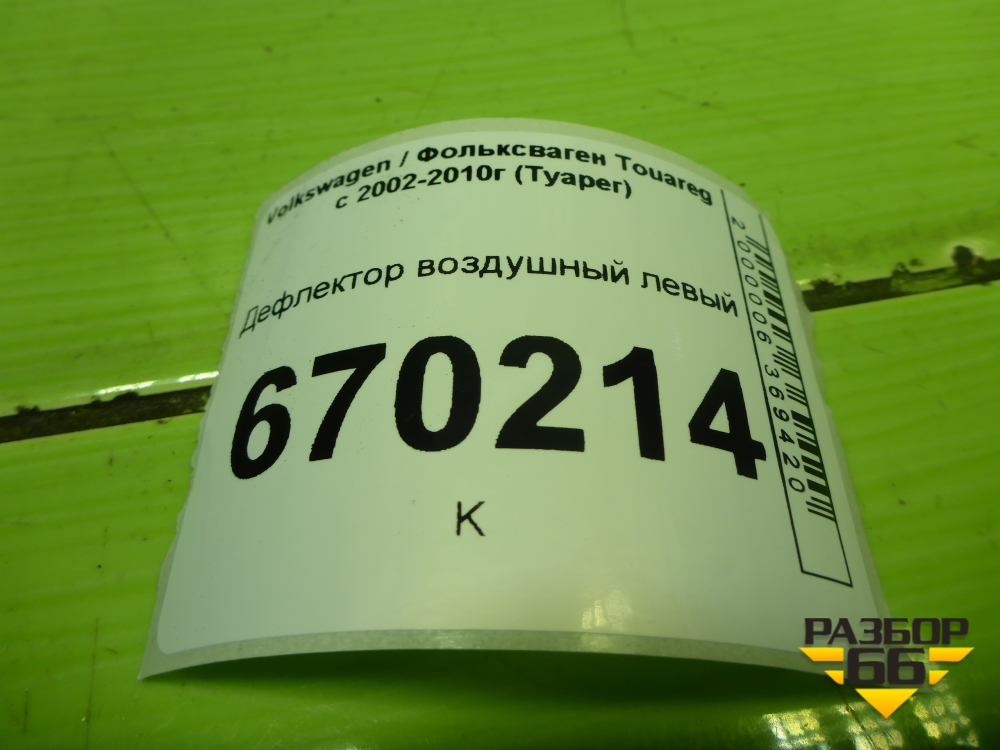 Volkswagen / Фольксваген Touareg
с 2002-2010г (Туарег)
Дефлектор воздушный левый
670214
К
2000006369420
РАЗБОР
66